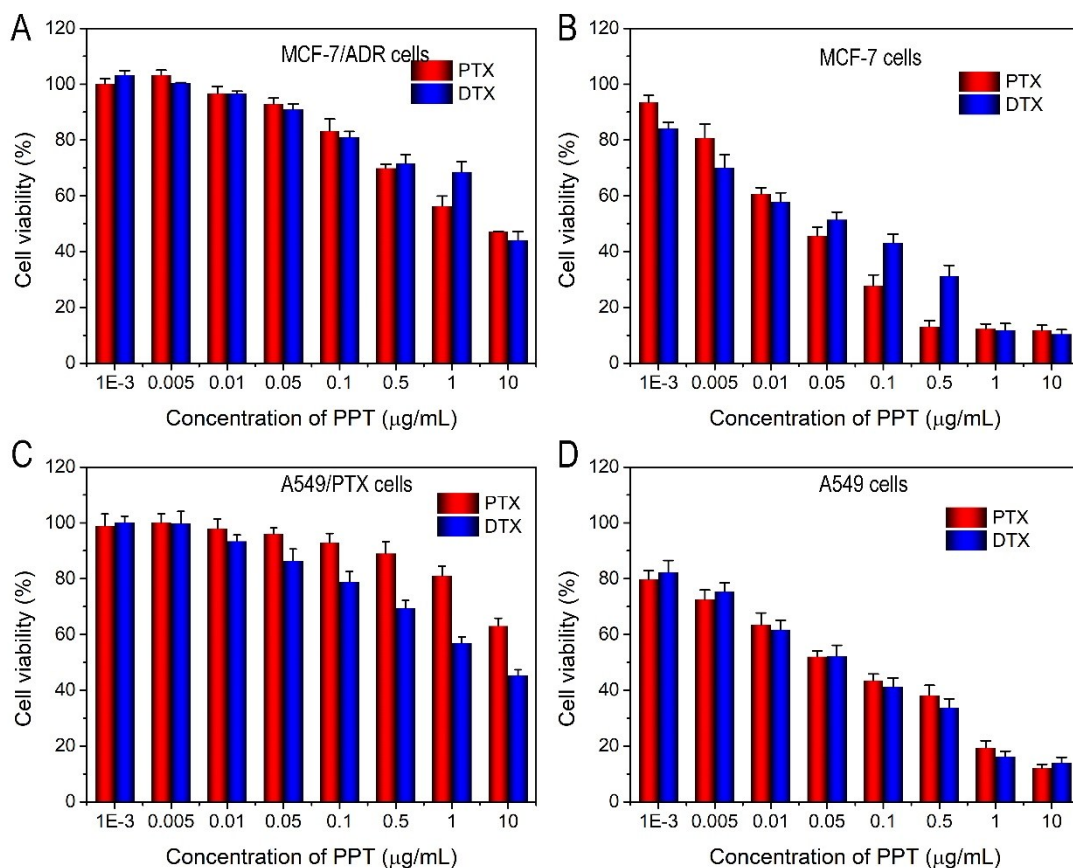 A
MCF-7/ADR cells
PTX
DTX
Cell viability (%)
120
100
80
60
40
20
0
1E-3 0.005 0.01 0.05 0.1 0.5 1 10
Concentration of PPT (μg/mL)
B
MCF-7 cells
PTX
DTX
Cell viability (%)
120
100
80
60
40
20
0
1E-3 0.005 0.01 0.05 0.1 0.5 1 10
Concentration of PPT (μg/mL)
C
A549/PTX cells
PTX
DTX
Cell viability (%)
120
100
80
60
40
20
0
1E-3 0.005 0.01 0.05 0.1 0.5 1 10
Concentration of PPT (μg/mL)
D
A549 cells
PTX
DTX
Cell viability (%)
120
100
80
60
40
20
0
1E-3 0.005 0.01 0.05 0.1 0.5 1 10
Concentration of PPT (μg/mL)